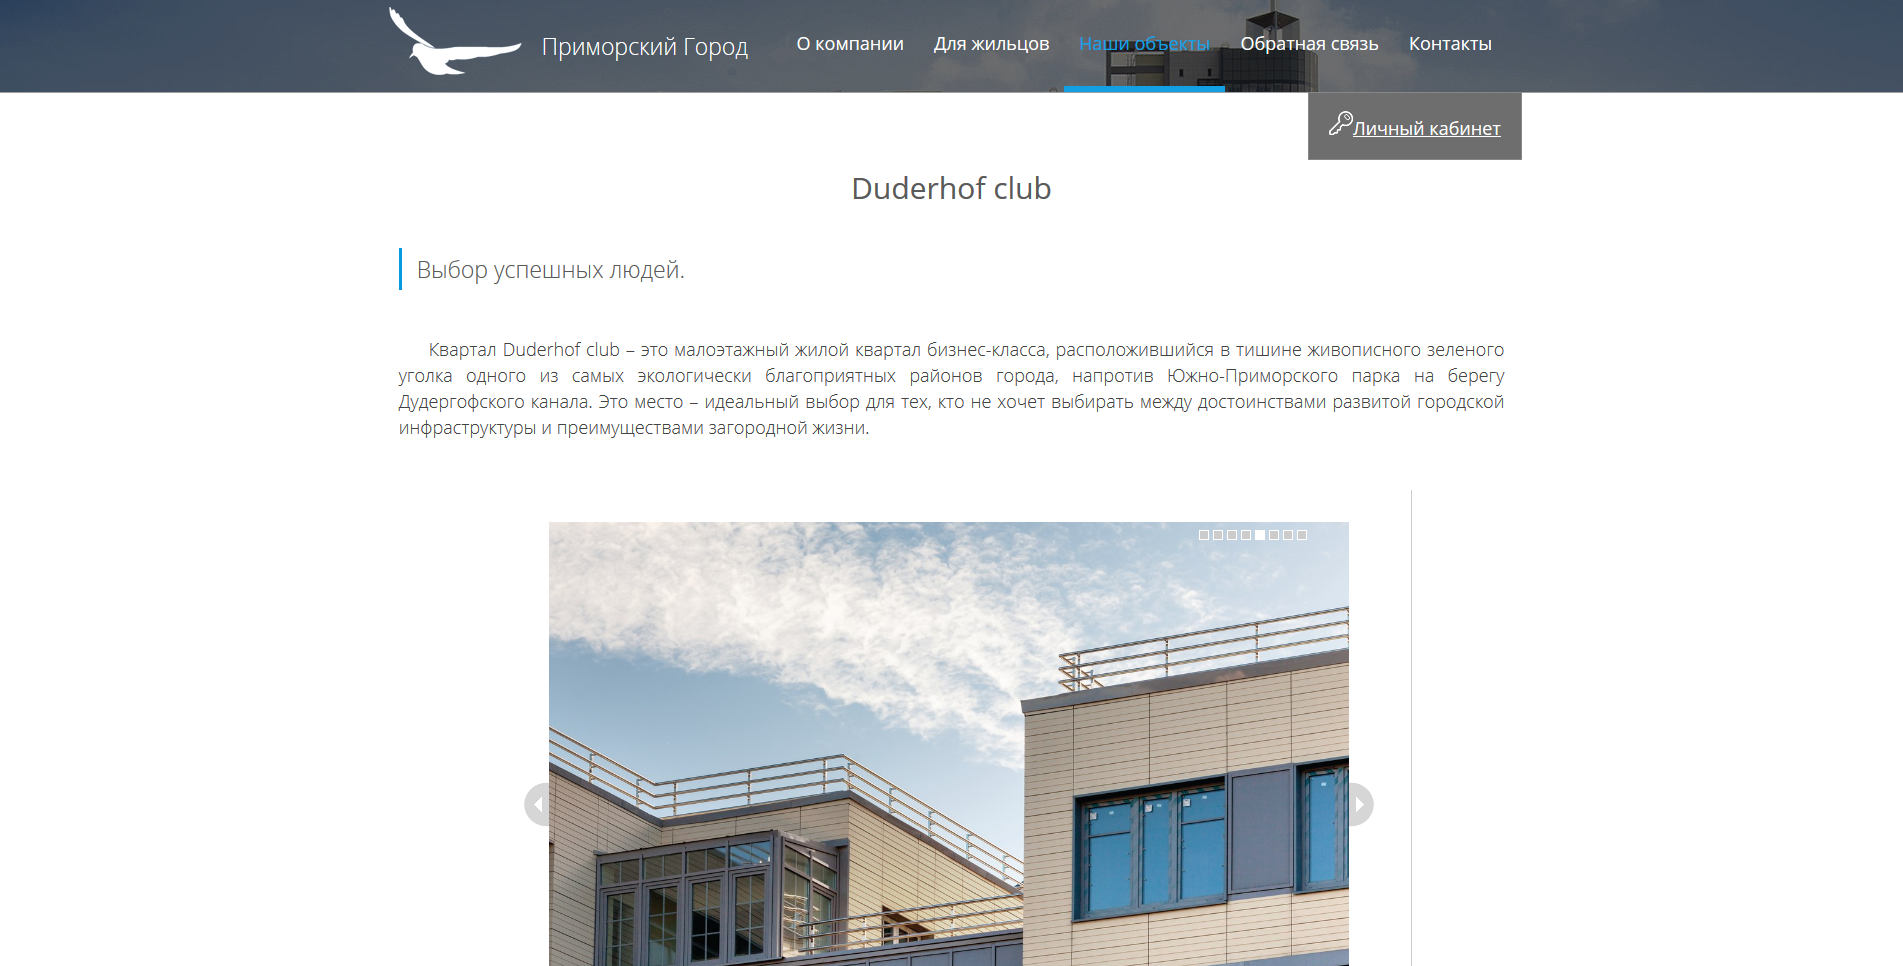 Приморский Город
О компании
Для жильцов
Наши объекты
Обратная связь
Контакты
Личный кабинет
Duderhof club
Выбор успешных людей.
Квартал Duderhof club – это малоэтажный жилой квартал бизнес-класса, расположившийся в тишине живописного зеленого
уголка одного из самых экологически благоприятных районов города, напротив Южно-Приморского парка на берегу
Дудергофского канала. Это место – идеальный выбор для тех, кто не хочет выбирать между достоинствами развитой городской
инфраструктуры и преимуществами загородной жизни.